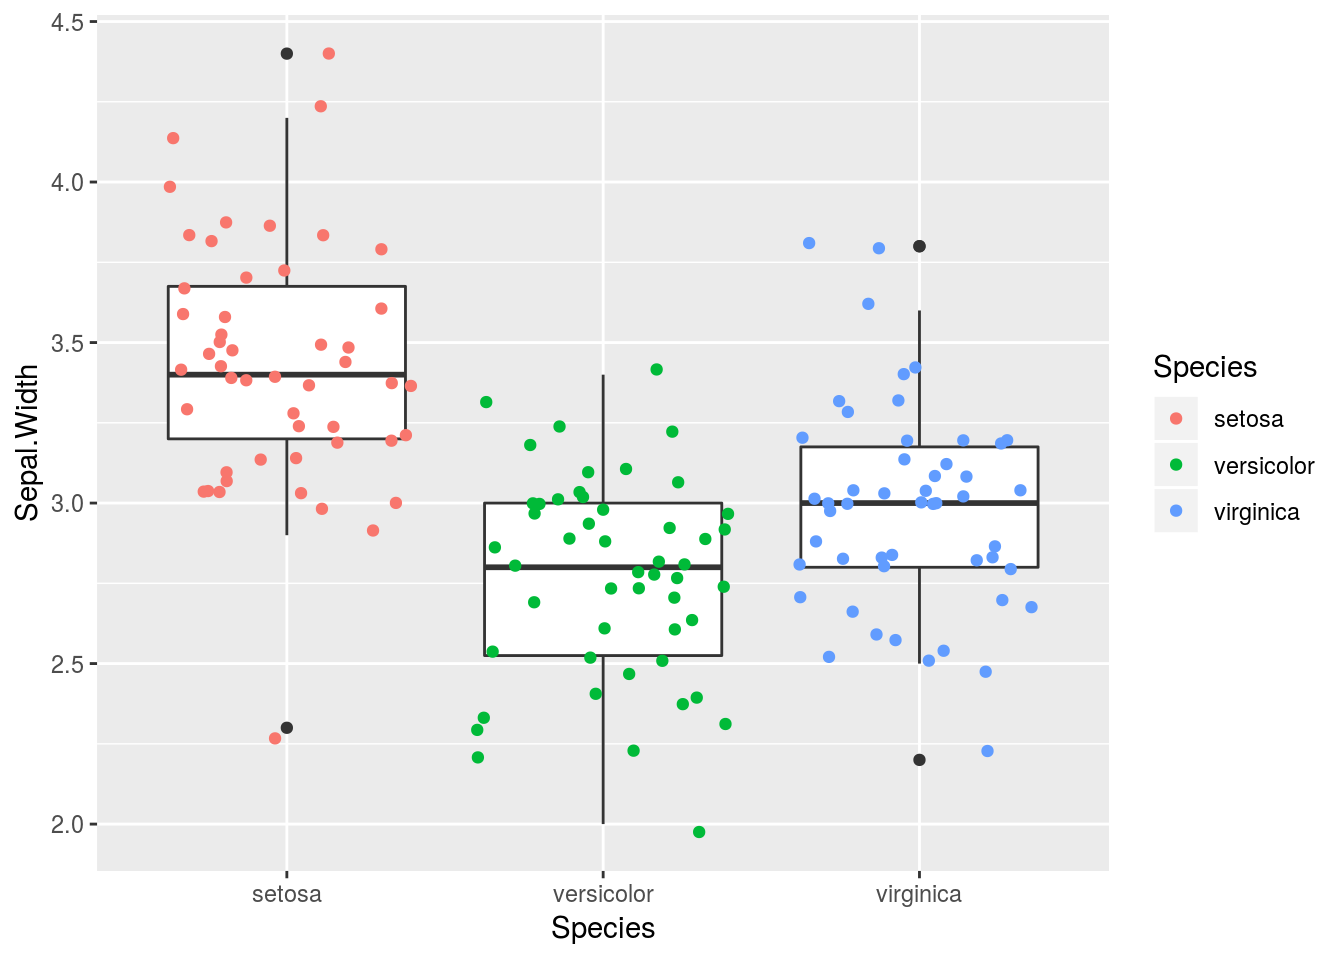 4.5
4.0
3.5
3.0
2.5
2.0
Sepal.Width
setosa
versicolor
virginica
Species
Species
setosa
versicolor
virginica